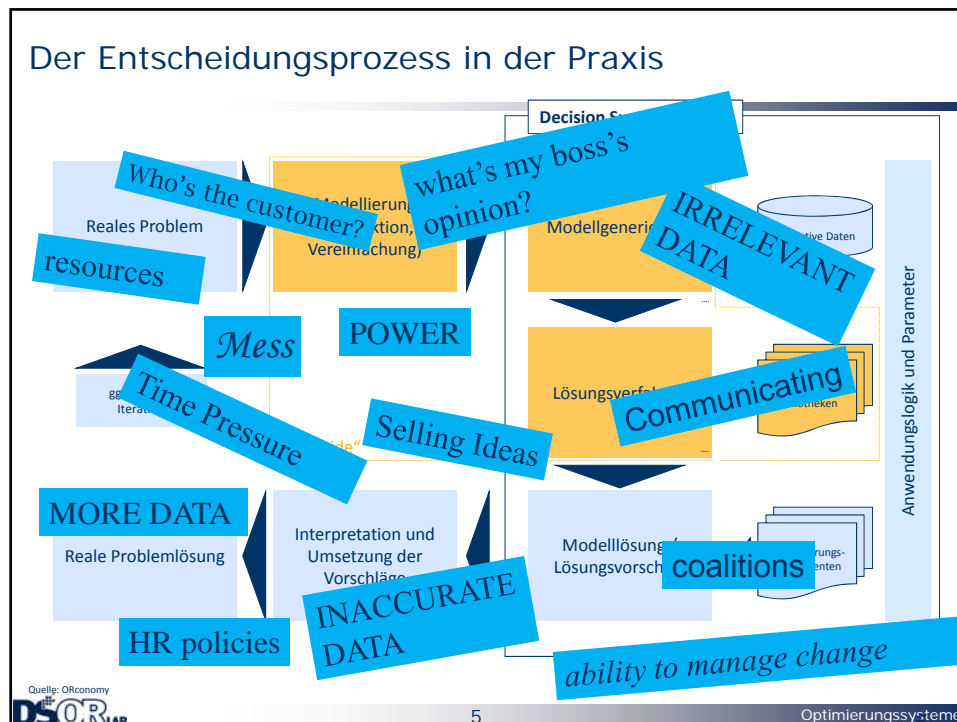 Der Entscheidungsprozess in der Praxis
Decision
Who's the customer?
what's my boss's
opinion?
IRRELEVANT
DATA
Reales Problem
Vereinfachung)
resources
Mess
POWER
Time Pressure
Selling Ideas
Communicating
Anwendungslogik und Parameter
MORE DATA
Reale Problemlösung
Interpretation und
Umsetzung der
Vorschläge
Modelllösung
coalitions
HR policies
INACCURATE
DATA
ability to manage change
Quelle: ORconomy
DSOR LAB
5
Optimierungssysteme